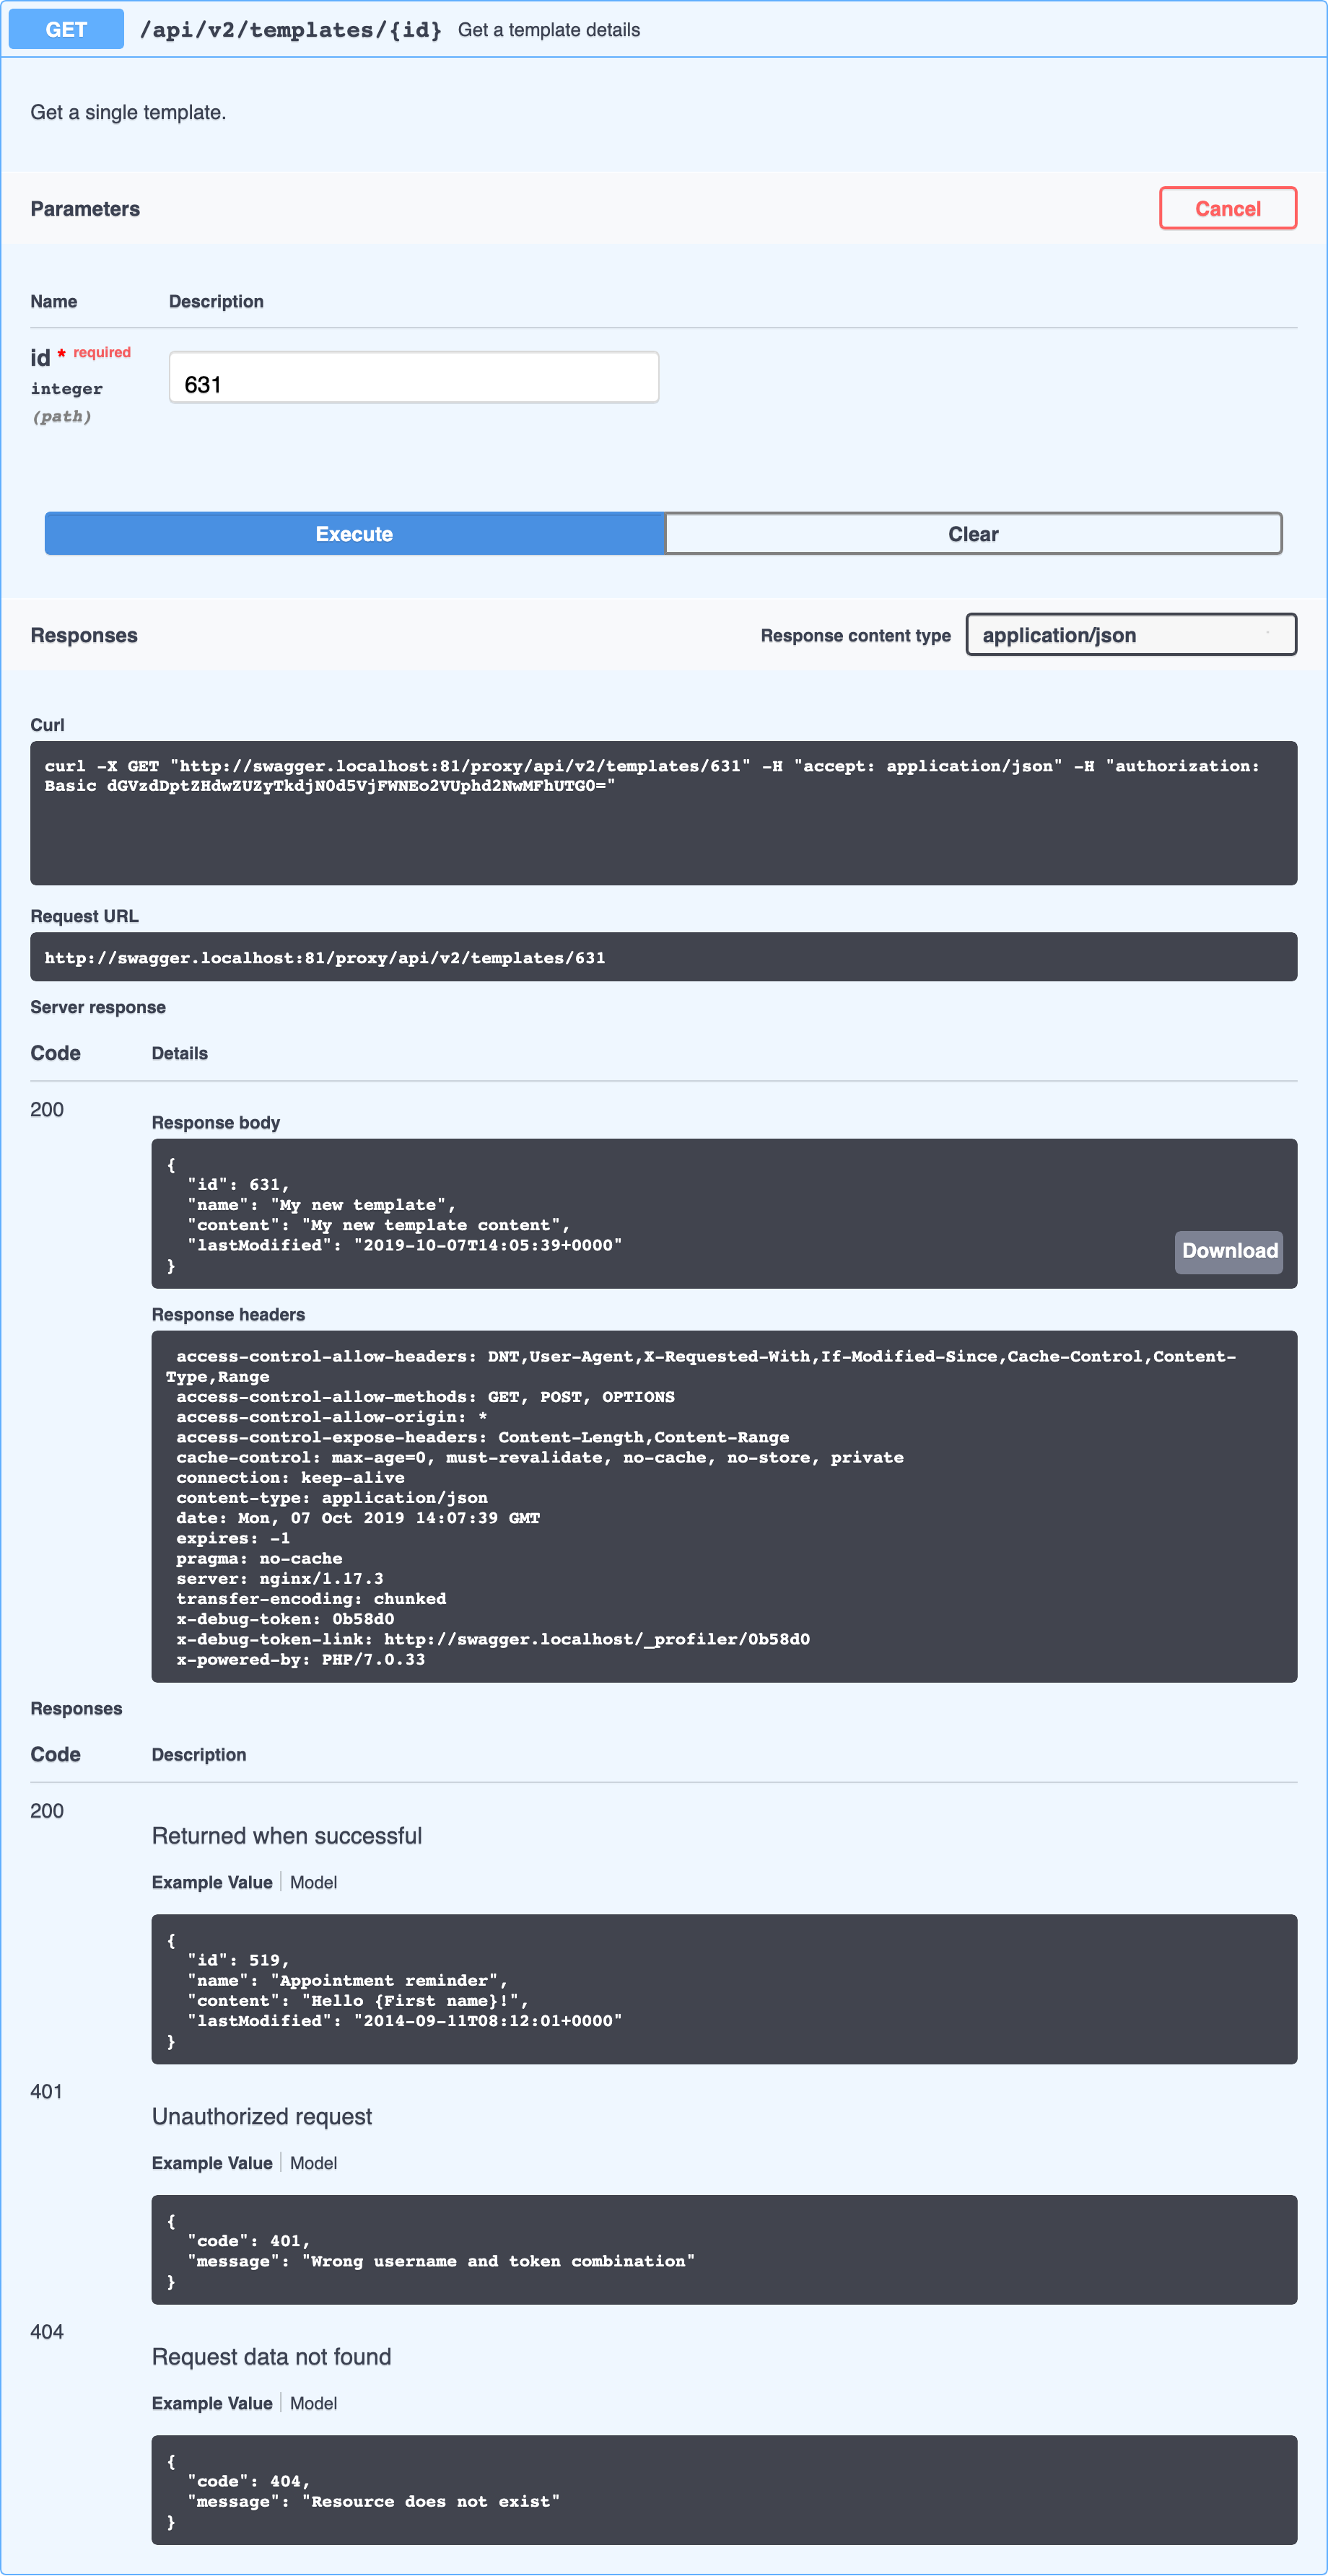 GET /api/v2/templates/{id} Get a template details
Get a single template.
Parameters Cancel
Name Description
id * required
631
integer
(path)
Execute Clear
Responses Response content type application/json
Curl
curl -X GET "http://swagger.localhost:81/proxy/api/v2/templates/631" -H "accept: application/json" -H "authorization:
Basic dGVzdDptZHdwZUZyTkdjN0d5VjFWNEo2VUphd2NwMFhUTG0="
Request URL
http://swagger.localhost:81/proxy/api/v2/templates/631
Server response
Code Details
200
Response body
{
"id": 631,
"name": "My new template",
"content": "My new template content",
"lastModified": "2019-10-07T14:05:39+0000"
}
Download
Response headers
access-control-allow-headers: DNT,User-Agent,X-Requested-With,If-Modified-Since,Cache-Control,Content-
Type,Range
access-control-allow-methods: GET, POST, OPTIONS
access-control-allow-origin: *
access-control-expose-headers: Content-Length,Content-Range
cache-control: max-age=0, must-revalidate, no-cache, no-store, private
connection: keep-alive
content-type: application/json
date: Mon, 07 Oct 2019 14:07:39 GMT
expires: -1
pragma: no-cache
server: nginx/1.17.3
transfer-encoding: chunked
x-debug-token: 0b58d0
x-debug-token-link: http://swagger.localhost/_profiler/0b58d0
x-powered-by: PHP/7.0.33
Responses
Code Description
200
Returned when successful
Example Value Model
{
"id": 519,
"name": "Appointment reminder",
"content": "Hello {First name}!",
"lastModified": "2014-09-11T08:12:01+0000"
}
401
Unauthorized request
Example Value Model
{
"code": 401,
"message": "Wrong username and token combination"
}
404
Request data not found
Example Value Model
{
"code": 404,
"message": "Resource does not exist"
}